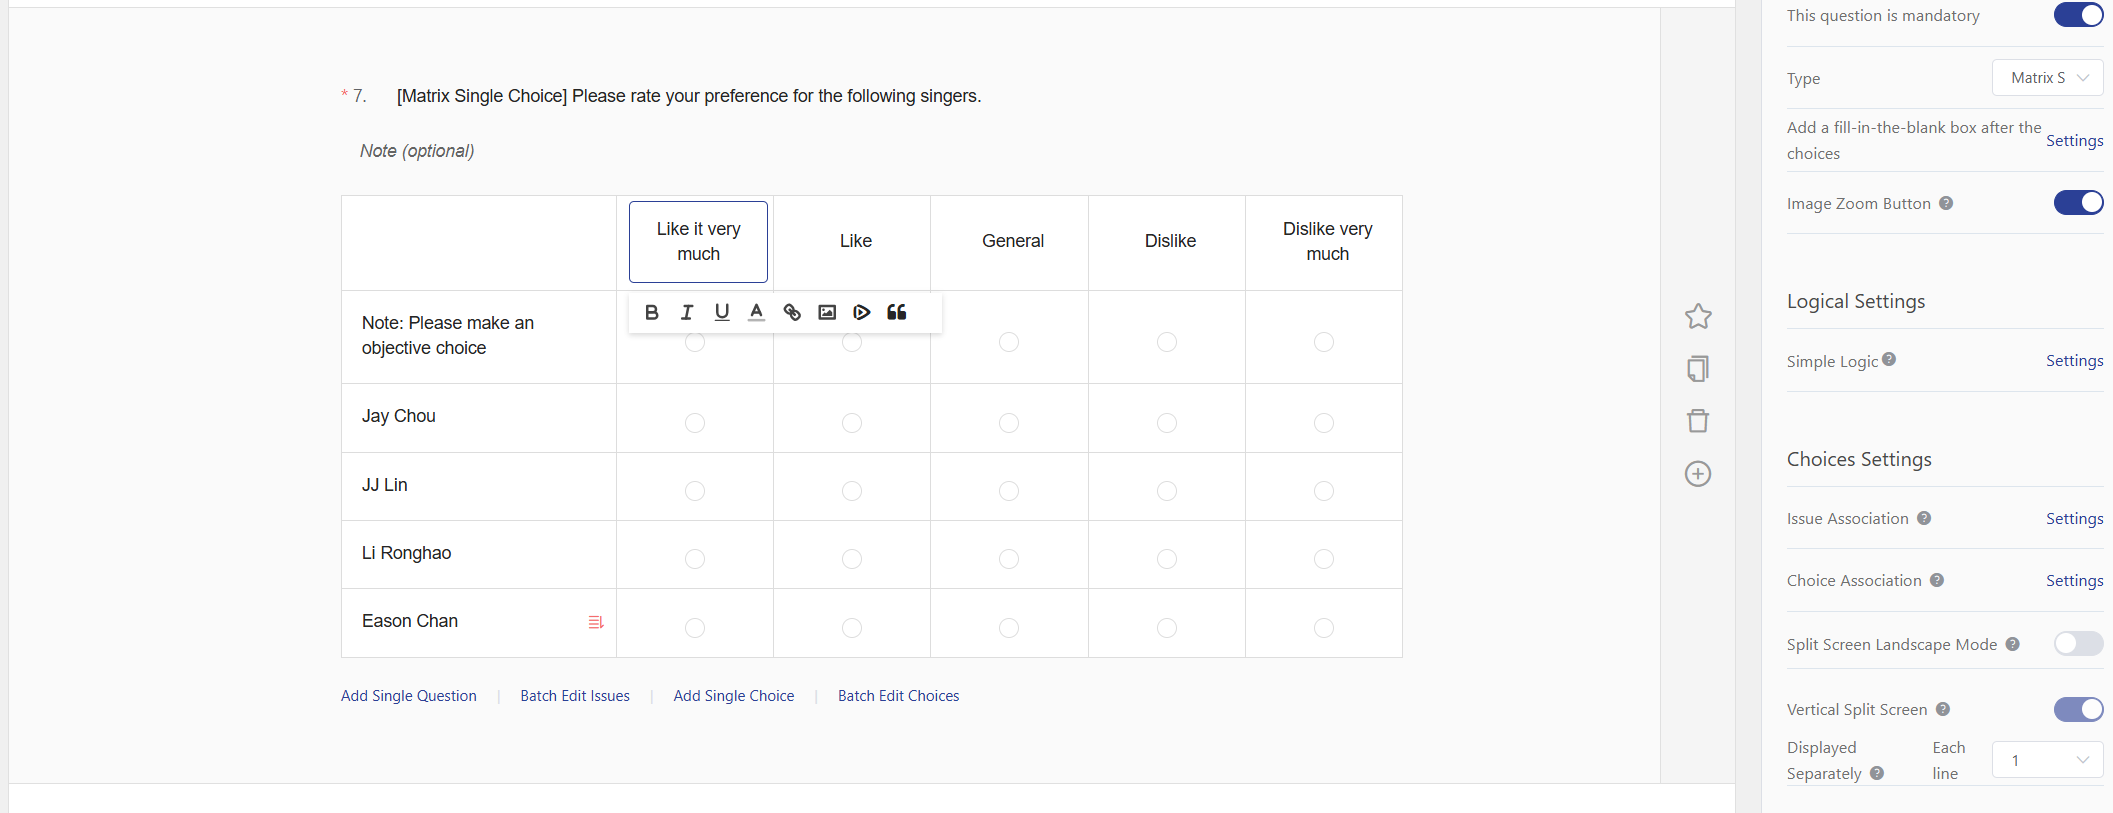 * 7. [Matrix Single Choice] Please rate your preference for the following singers.
Note (optional)
Like it very
much
Like
General
Dislike
Dislike very
much
Note: Please make an
objective choice
Jay Chou
JJ Lin
Li Ronghao
Eason Chan
Add Single Question | Batch Edit Issues | Add Single Choice | Batch Edit Choices
This question is mandatory
Type
Matrix S
Add a fill-in-the-blank box after the
choices
Settings
Image Zoom Button
Logical Settings
Simple Logic
Settings
Choices Settings
Issue Association
Settings
Choice Association
Settings
Split Screen Landscape Mode
Vertical Split Screen
Displayed
Separately
Each
line
1